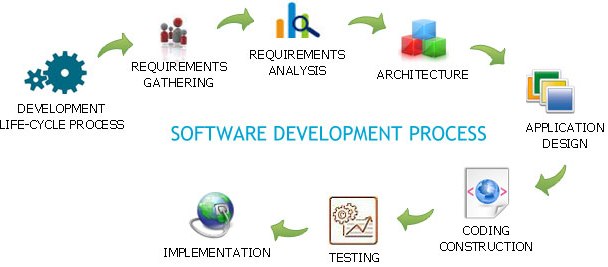 DEVELOPMENT
LIFE-CYCLE PROCESS
REQUIREMENTS
GATHERING
REQUIREMENTS
ANALYSIS
ARCHITECTURE
APPLICATION
DESIGN
SOFTWARE DEVELOPMENT PROCESS
CODING
CONSTRUCTION
TESTING
IMPLEMENTATION